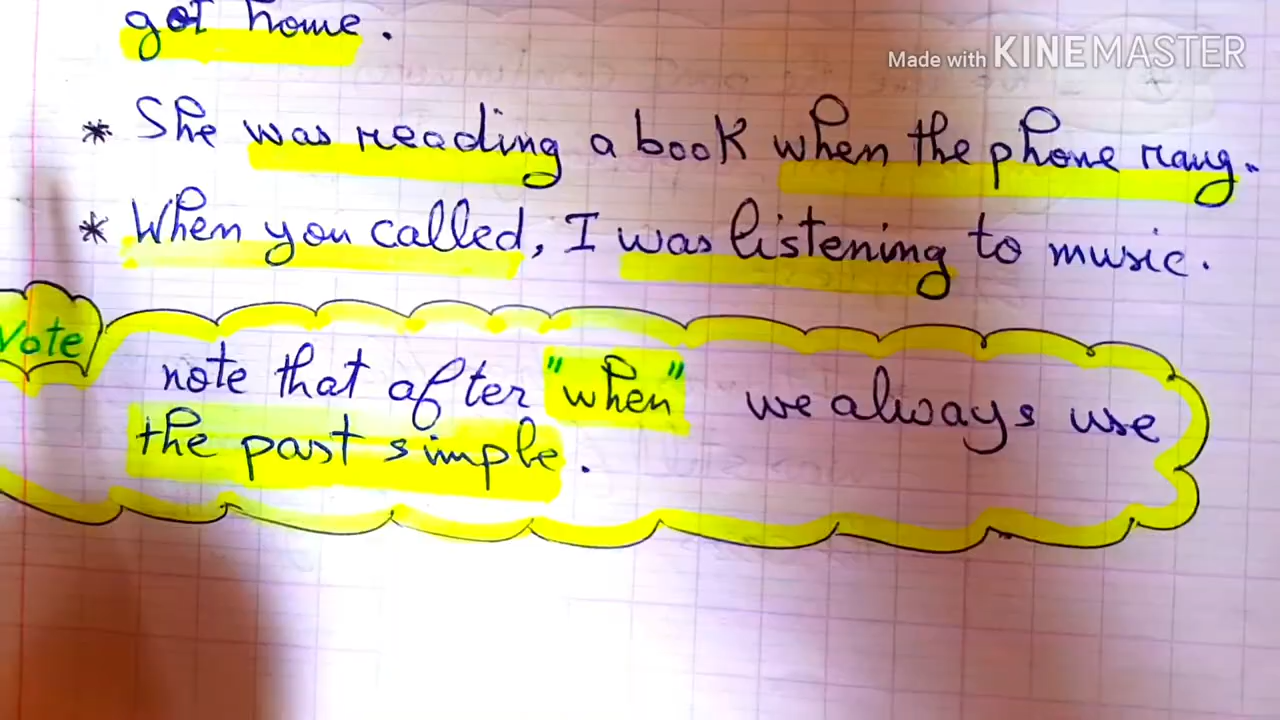 got home.
Made with KINEMASTER
* She was reading a book when the phone rang.
* When you called, I was listening to music.
Note
note that after "when" we always use
the past simple.